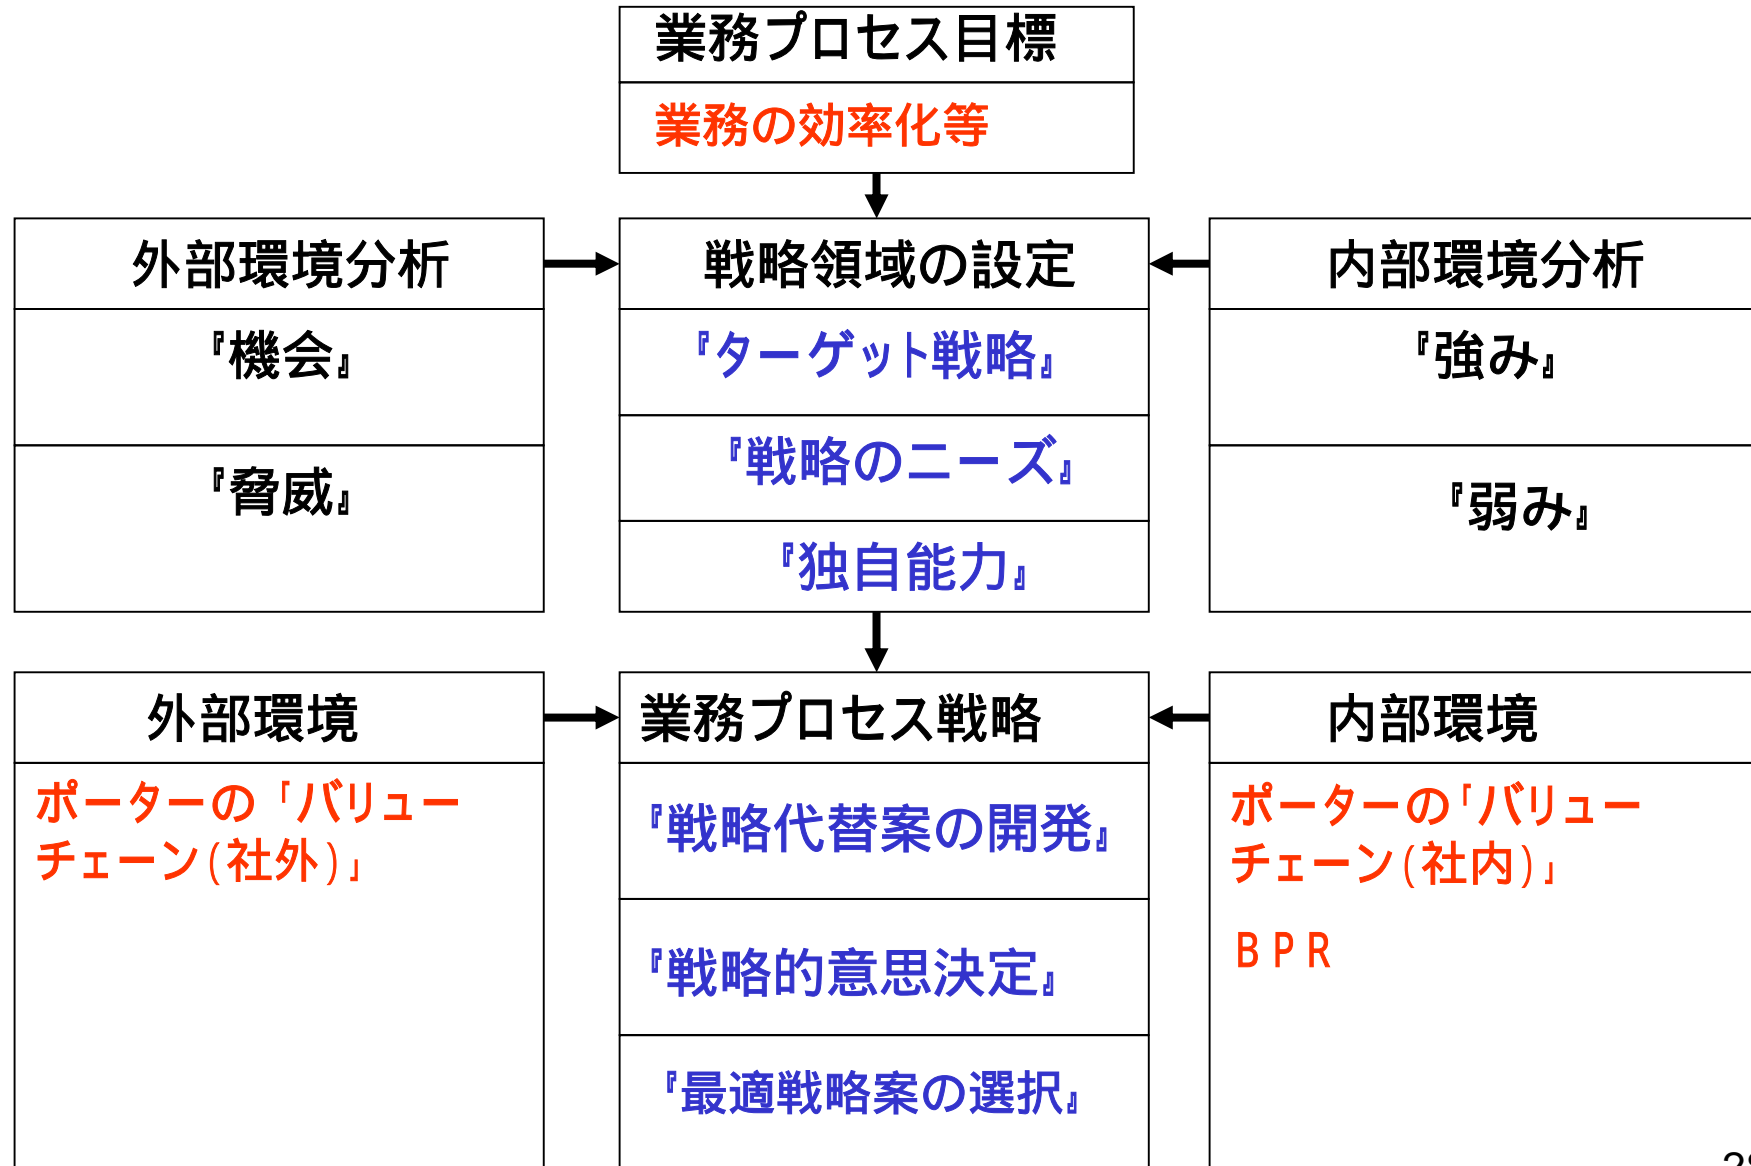 業務プロセス目標
業務の効率化等
外部環境分析
『機会』
『脅威』
戦略領域の設定
『ターゲット戦略』
『戦略のニーズ』
『独自能力』
内部環境分析
『強み』
『弱み』
外部環境
ポーターの「バリュー
チェーン(社外)」
業務プロセス戦略
『戦略代替案の開発』
『戦略的意思決定』
『最適戦略案の選択』
内部環境
ポーターの「バリュー
チェーン(社内)」
ＢＰＲ